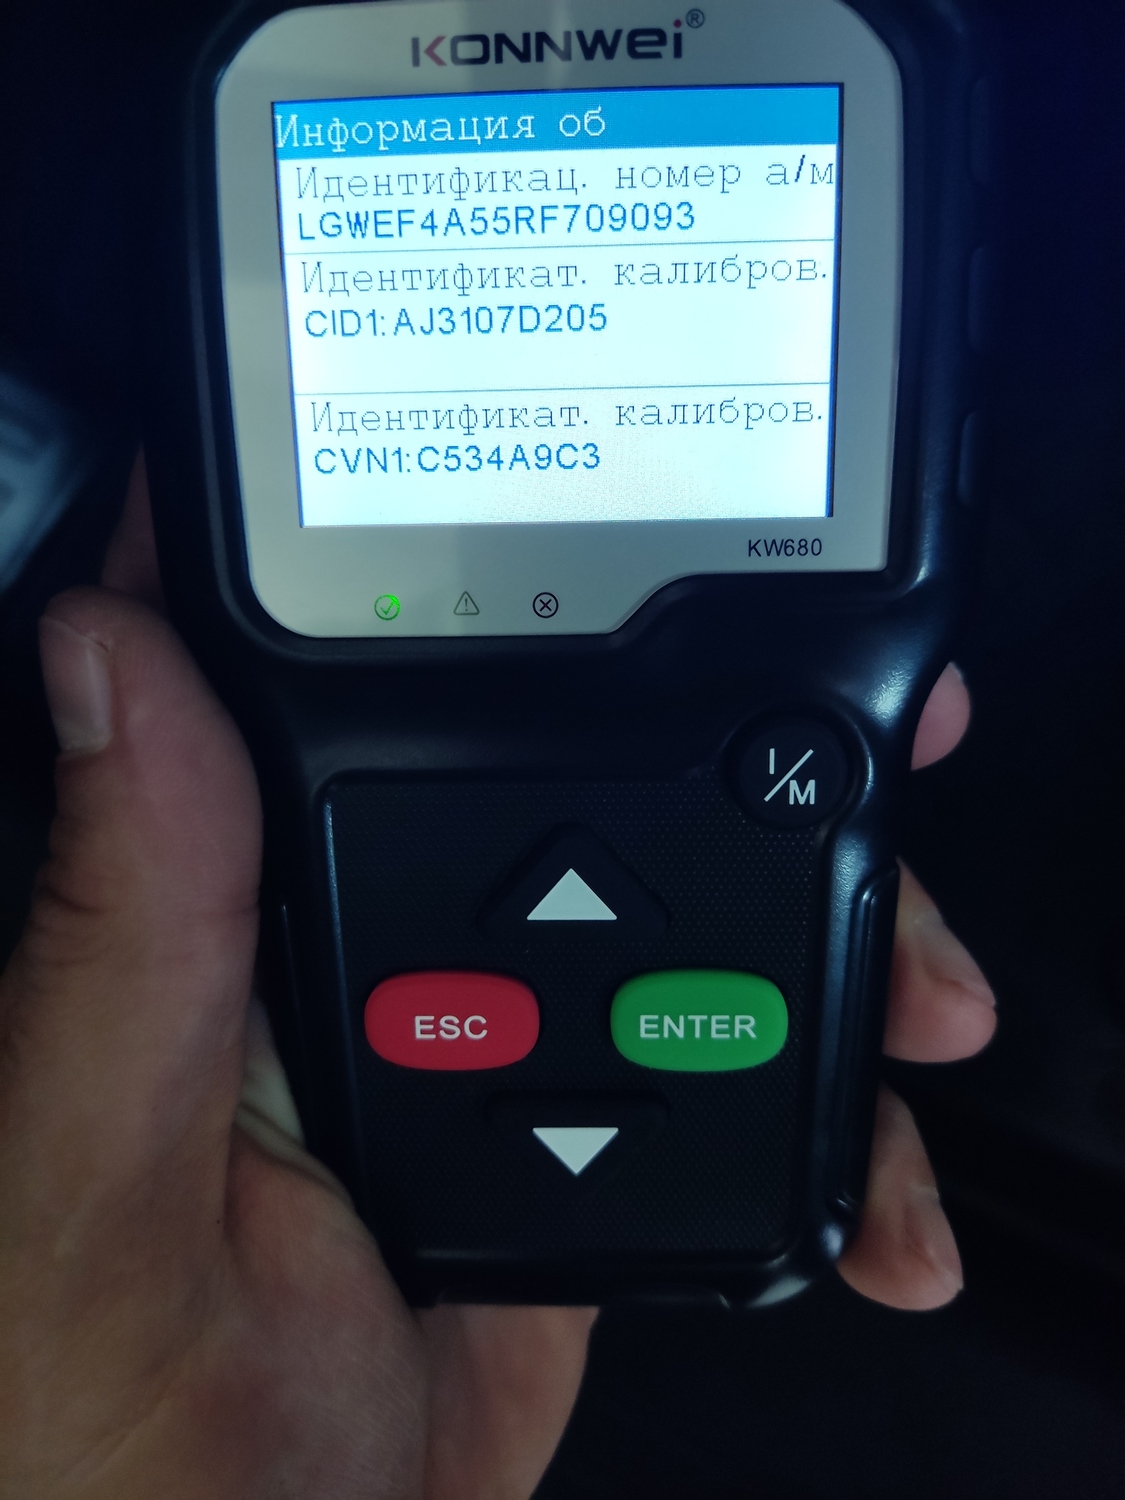 KONNWEI®
Информация об
Идентификац. номер а/м
LGWEF4A55RF709093
Идентификат. калибров.
CID1:AJ3107D205
Идентификат. калибров.
CVN1:C534A9C3
KW680
I/M
ESC
ENTER